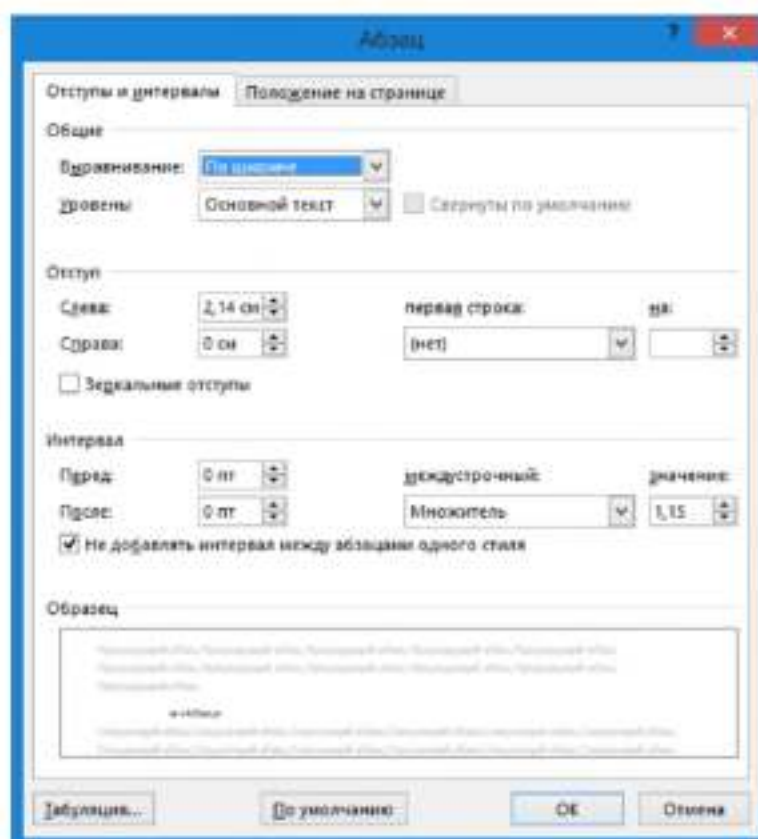 Абзац
?
Отступы и интервалы Положение на странице
Общие
Выравнивание: По ширине
Уровень: Основной текст Свернуты по умолчанию
Отступ
Слева: 2,14 см первая строка: на:
Справа: 0 см (нет)
Зеркальные отступы
Интервал
Перед: 0 пт междустрочный: значение:
После: 0 пт Множитель 1,15
Не добавлять интервал между абзацами одного стиля
Образец
Табуляция... По умолчанию ОК Отмена